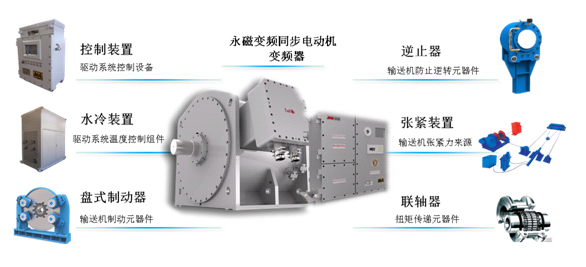 永磁变频同步电动机
变频器
控制装置
驱动系统控制设备
水冷装置
驱动系统温度控制组件
盘式制动器
输送机制动元器件
逆止器
输送机防止逆转元器件
张紧装置
输送机张紧力来源
联轴器
扭矩传递元器件